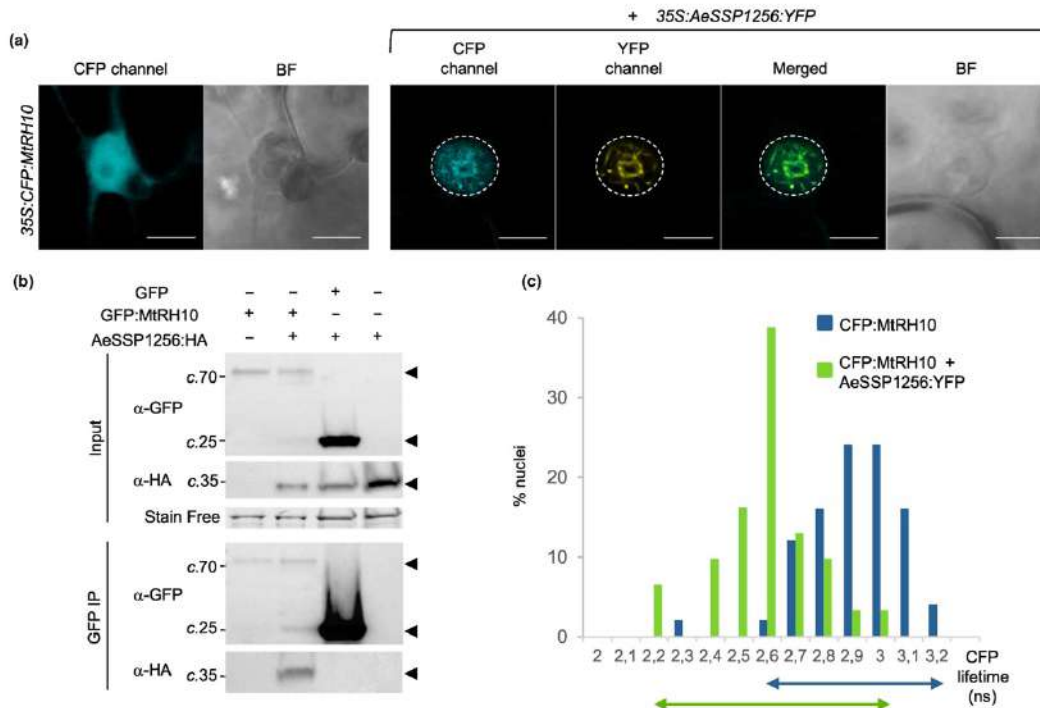 + 35S:AeSSP1256:YFP
(a)
CFP channel
BF
CFP channel
YFP channel
Merged
BF
35S:CFP:MtRH10
(b)
GFP – – + –
GFP:MtRH10 + + – –
AeSSP1256:HA – + + +
Input
c.70
α-GFP
c.25
α-HA c.35
Stain Free
GFP IP
c.70
α-GFP
c.25
α-HA c.35
(c)
CFP:MtRH10
CFP:MtRH10 +
AeSSP1256:YFP
% nuclei
40
30
20
10
0
2 2,1 2,2 2,3 2,4 2,5 2,6 2,7 2,8 2,9 3 3,1 3,2
CFP
lifetime
(ns)